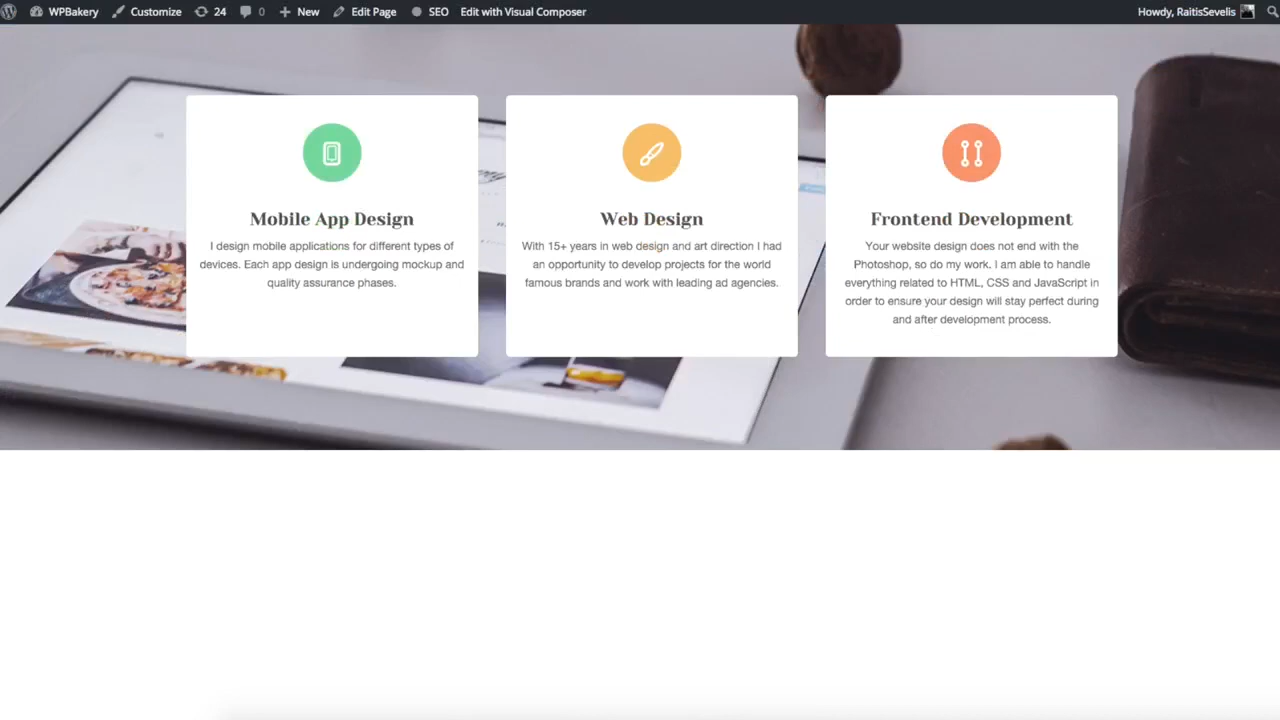 WPBakery Customize 24 0 New Edit Page SEO Edit with Visual Composer Howdy, RaitisSevelis
Mobile App Design
I design mobile applications for different types of
devices. Each app design is undergoing mockup and
quality assurance phases.
Web Design
With 15+ years in web design and art direction I had
an opportunity to develop projects for the world
famous brands and work with leading ad agencies.
Frontend Development
Your website design does not end with the
Photoshop, so do my work. I am able to handle
everything related to HTML, CSS and JavaScript in
order to ensure your design will stay perfect during
and after development process.